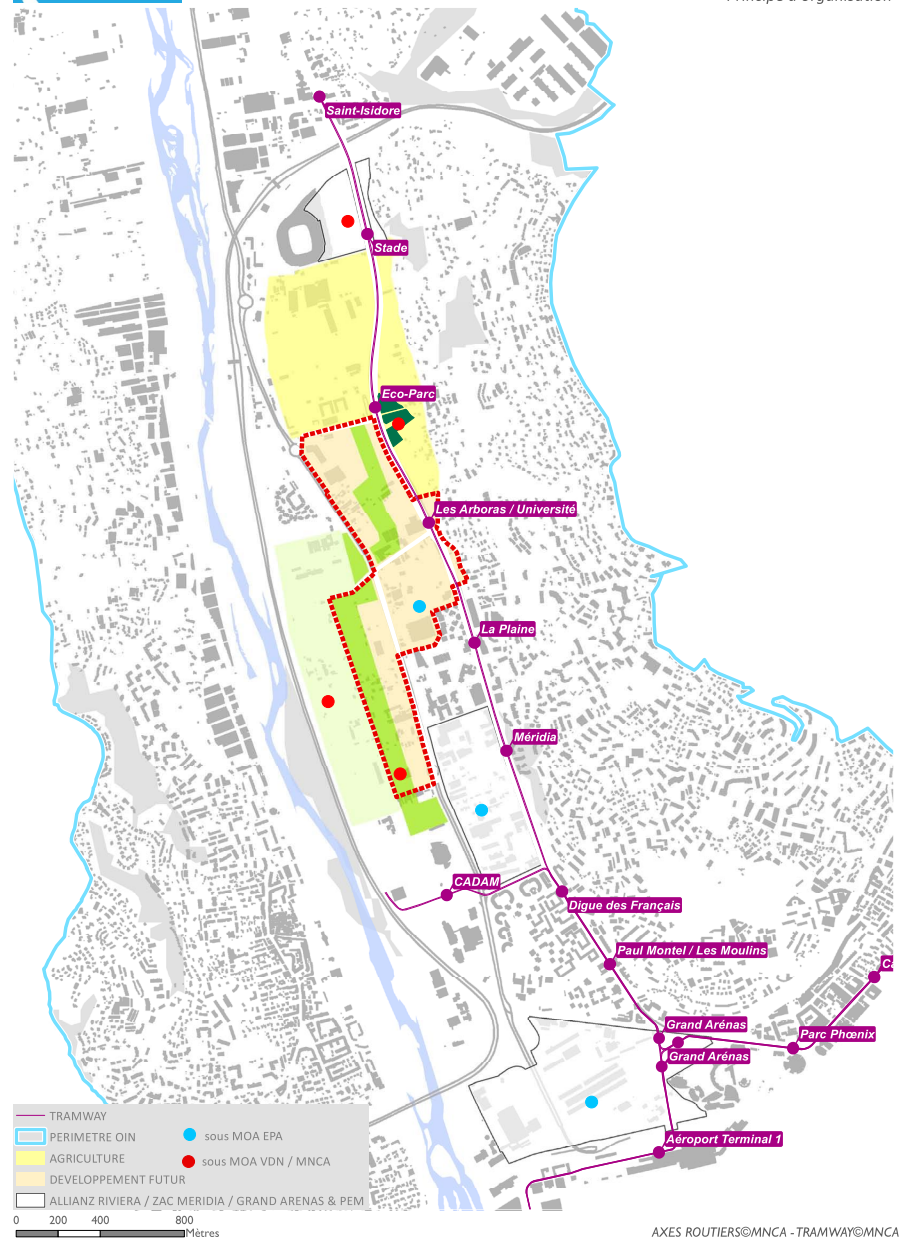 Saint-Isidore
Stade
Eco-Parc
Les Arboras / Université
La Plaine
Méridia
CADAM
Digue des Français
Paul Montel / Les Moulins
Grand Arénas
Parc Phœnix
Grand Arénas
Aéroport Terminal 1
TRAMWAY
PERIMETRE OIN
sous MOA EPA
AGRICULTURE
sous MOA VDN / MNCA
DEVELOPPEMENT FUTUR
ALLIANZ RIVIERA / ZAC MERIDIA / GRAND ARENAS & PEM
0 200 400 800
Mètres
AXES ROUTIERS©MNCA - TRAMWAY©MNCA